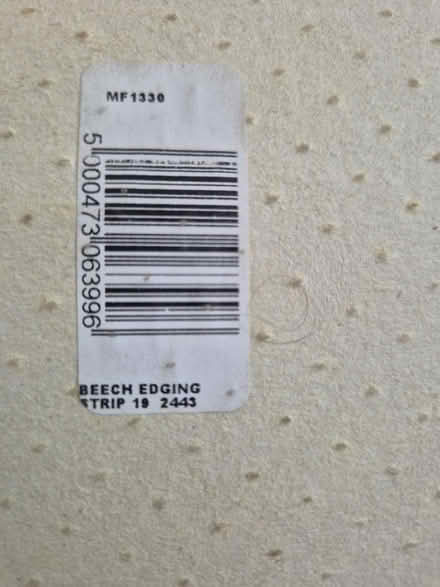 MF1330
5 000473 063996
BEECH EDGING
STRIP 19 2443